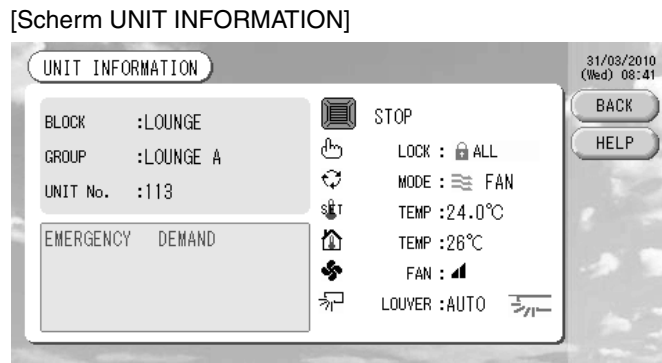 [Scherm UNIT INFORMATION]
UNIT INFORMATION
31/03/2010
(Wed) 08:41
BACK
HELP
BLOCK :LOUNGE
GROUP :LOUNGE A
UNIT No. :113
EMERGENCY DEMAND
STOP
LOCK : ALL
MODE : FAN
SET TEMP :24.0°C
TEMP :26°C
FAN :
LOUVER :AUTO